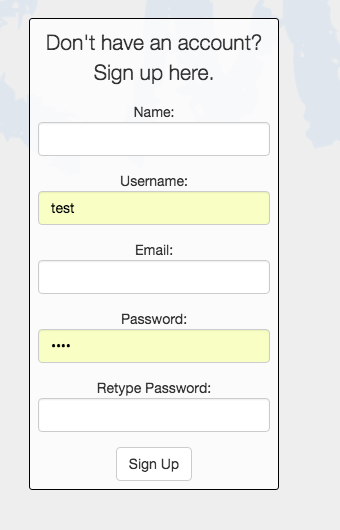 Don't have an account?
Sign up here.
Name:
Username:
test
Email:
Password:
••••
Retype Password:
Sign Up